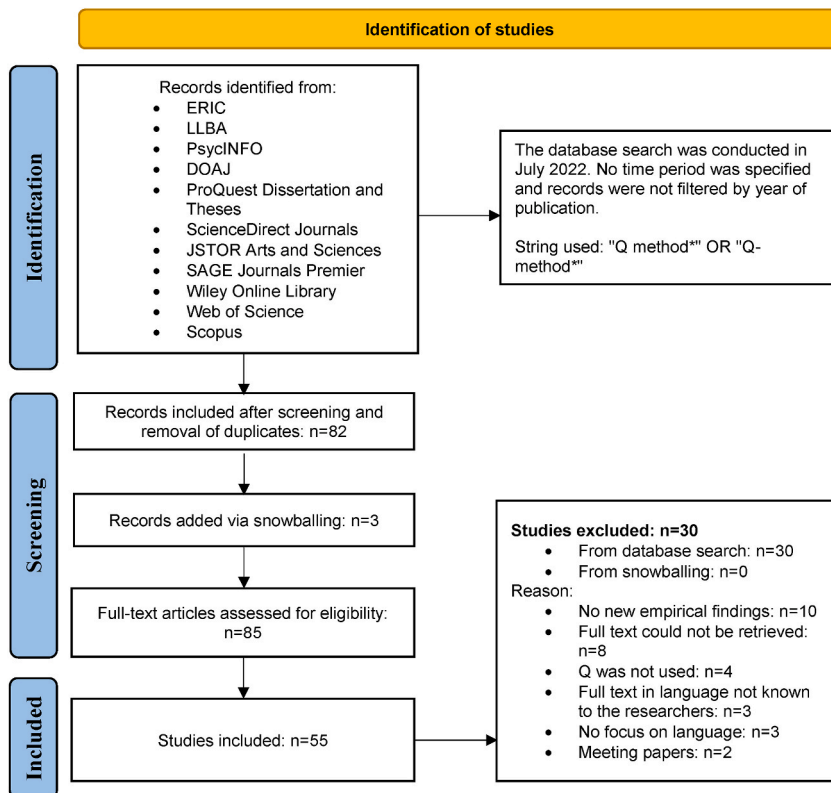 Identification of studies
Identification
Records identified from:
• ERIC
• LLBA
• PsycINFO
• DOAJ
• ProQuest Dissertation and
Theses
• ScienceDirect Journals
• JSTOR Arts and Sciences
• SAGE Journals Premier
• Wiley Online Library
• Web of Science
• Scopus
The database search was conducted in
July 2022. No time period was specified
and records were not filtered by year of
publication.
String used: "Q method*" OR "Q-
method*"
Screening
Records included after screening and
removal of duplicates: n=82
Records added via snowballing: n=3
Full-text articles assessed for eligibility:
n=85
Studies excluded: n=30
• From database search: n=30
• From snowballing: n=0
Reason:
• No new empirical findings: n=10
• Full text could not be retrieved:
n=8
• Q was not used: n=4
• Full text in language not known
to the researchers: n=3
• No focus on language: n=3
• Meeting papers: n=2
Included
Studies included: n=55